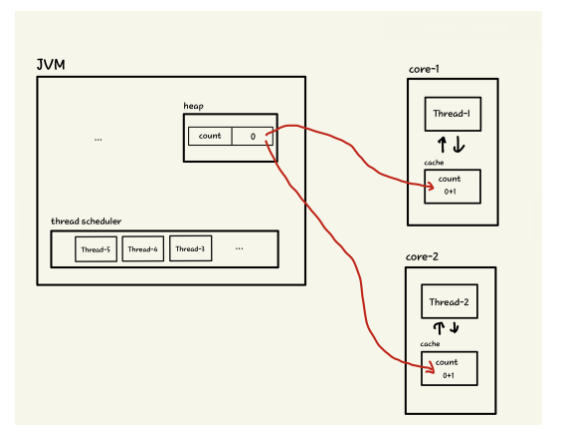 JVM
heap
count 0
...
thread scheduler
Thread-5 Thread-4 Thread-3 ...
core-1
Thread-1
cache
count
0+1
core-2
Thread-2
cache
count
0+1